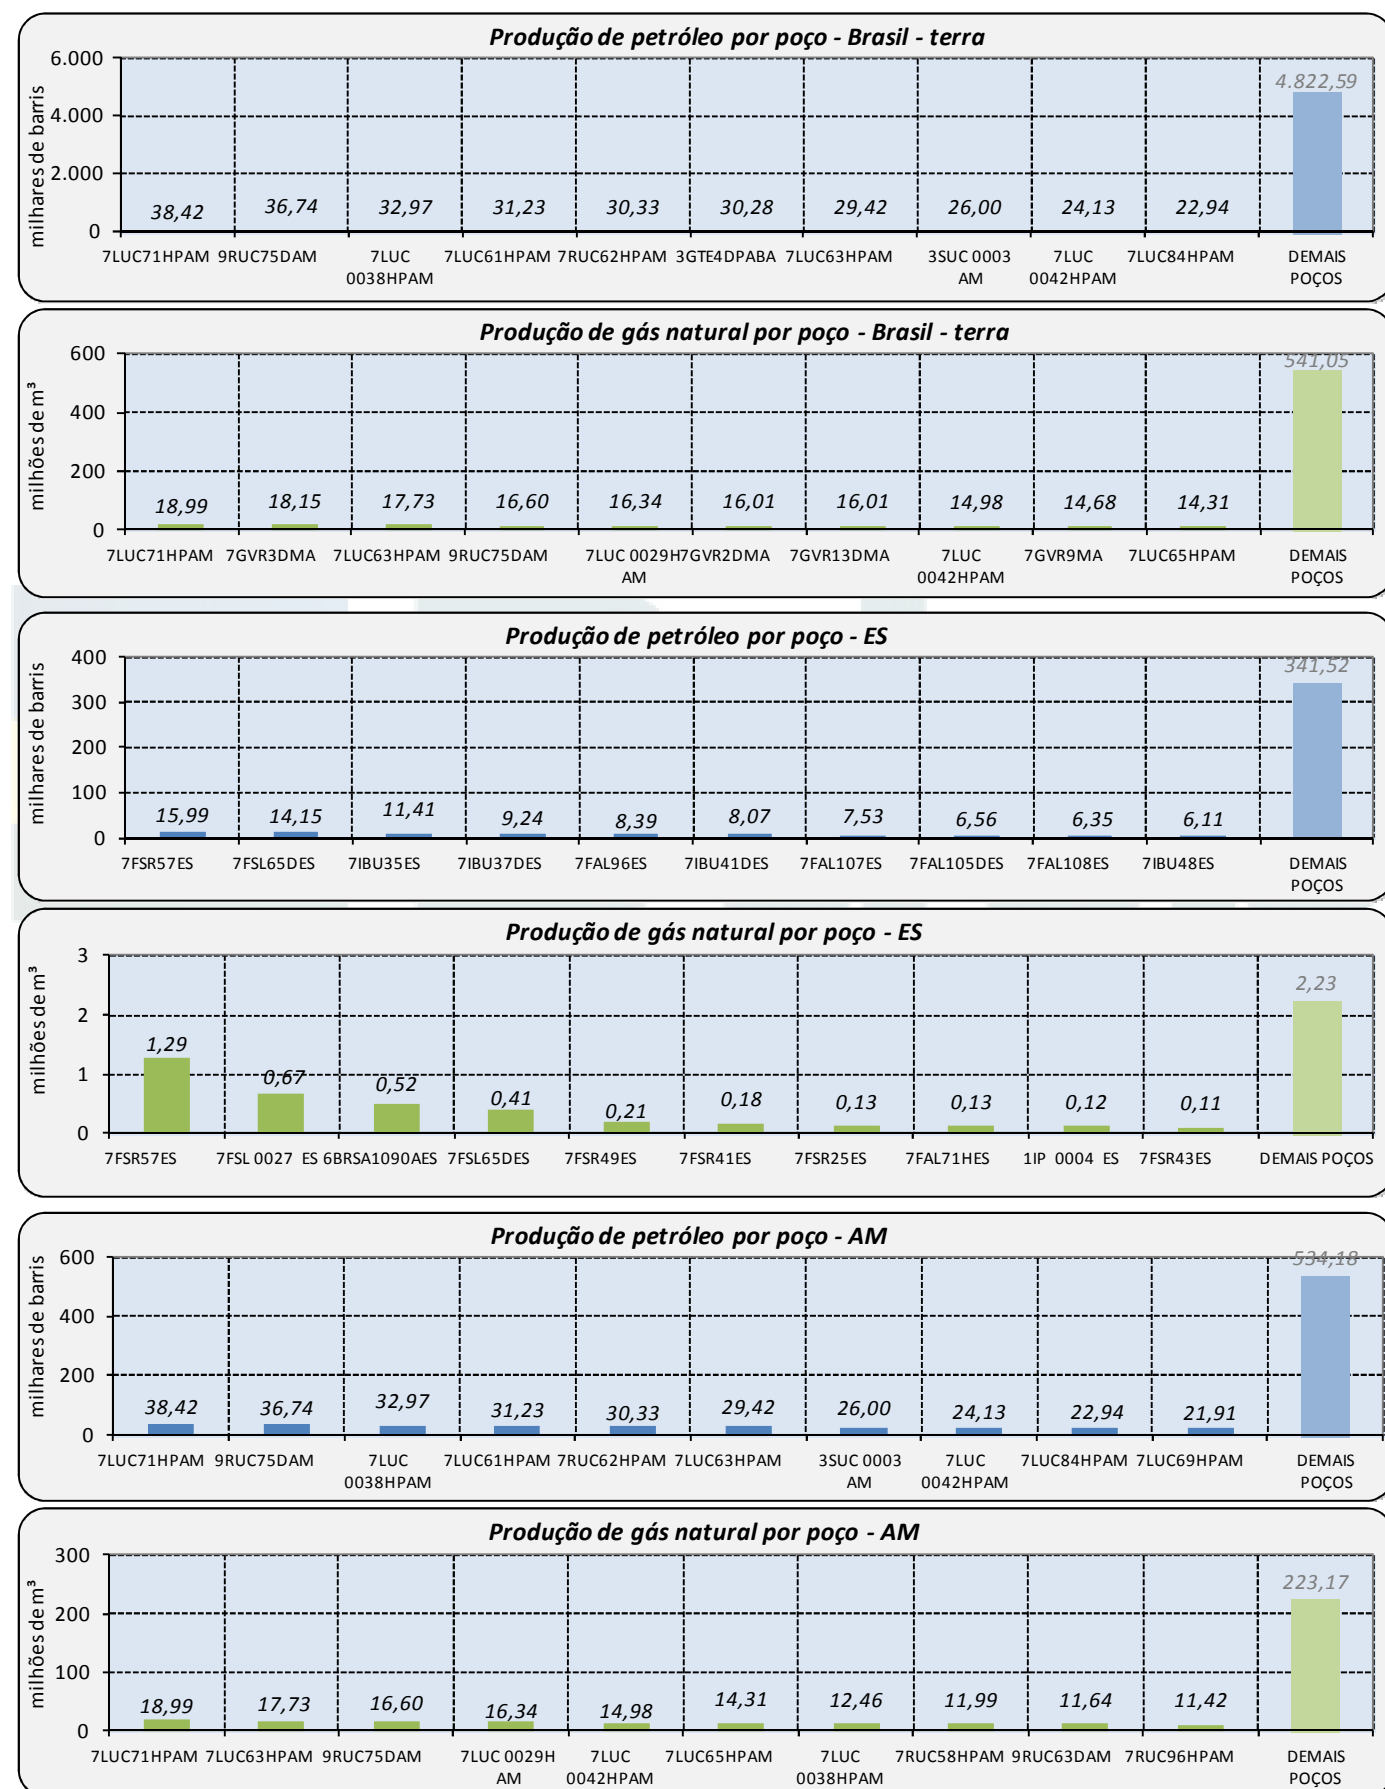 Produção de petróleo por poço - Brasil - terra
milhares de barris
6.000
4.000
2.000
0
38,42 36,74 32,97 31,23 30,33 30,28 29,42 26,00 24,13 22,94 4.822,59
7LUC71HPAM 9RUC75DAM 7LUC 7LUC61HPAM 7RUC62HPAM 3GTE4DPABA 7LUC63HPAM 3SUC 0003 7LUC 7LUC84HPAM DEMAIS
0038HPAM AM 0042HPAM POÇOS
Produção de gás natural por poço - Brasil - terra
milhões de m³
600
400
200
0
18,99 18,15 17,73 16,60 16,34 16,01 16,01 14,98 14,68 14,31 541,05
7LUC71HPAM 7GVR3DMA 7LUC63HPAM 9RUC75DAM 7LUC 0029H 7GVR2DMA 7GVR13DMA 7LUC 7GVR9MA 7LUC65HPAM DEMAIS
AM 0042HPAM POÇOS
Produção de petróleo por poço - ES
milhares de barris
400
300
200
100
0
15,99 14,15 11,41 9,24 8,39 8,07 7,53 6,56 6,35 6,11 341,52
7FSR57ES 7FSL65DES 7IBU35ES 7IBU37DES 7FAL96ES 7IBU41DES 7FAL107ES 7FAL105DES 7FAL108ES 7IBU48ES DEMAIS
POÇOS
Produção de gás natural por poço - ES
milhões de m³
3
2
1
0
1,29 0,67 0,52 0,41 0,21 0,18 0,13 0,13 0,12 0,11 2,23
7FSR57ES 7FSL 0027 ES 6BRSA1090AES 7FSL65DES 7FSR49ES 7FSR41ES 7FSR25ES 7FAL71HES 1IP 0004 ES 7FSR43ES DEMAIS POÇOS
Produção de petróleo por poço - AM
milhares de barris
600
400
200
0
38,42 36,74 32,97 31,23 30,33 29,42 26,00 24,13 22,94 21,91 534,18
7LUC71HPAM 9RUC75DAM 7LUC 7LUC61HPAM 7RUC62HPAM 7LUC63HPAM 3SUC 0003 7LUC 7LUC84HPAM 7LUC69HPAM DEMAIS
0038HPAM AM 0042HPAM POÇOS
Produção de gás natural por poço - AM
milhões de m³
300
200
100
0
18,99 17,73 16,60 16,34 14,98 14,31 12,46 11,99 11,64 11,42 223,17
7LUC71HPAM 7LUC63HPAM 9RUC75DAM 7LUC 0029H 7LUC 7LUC65HPAM 7LUC 7RUC58HPAM 9RUC63DAM 7RUC96HPAM DEMAIS
AM 0042HPAM 0038HPAM POÇOS